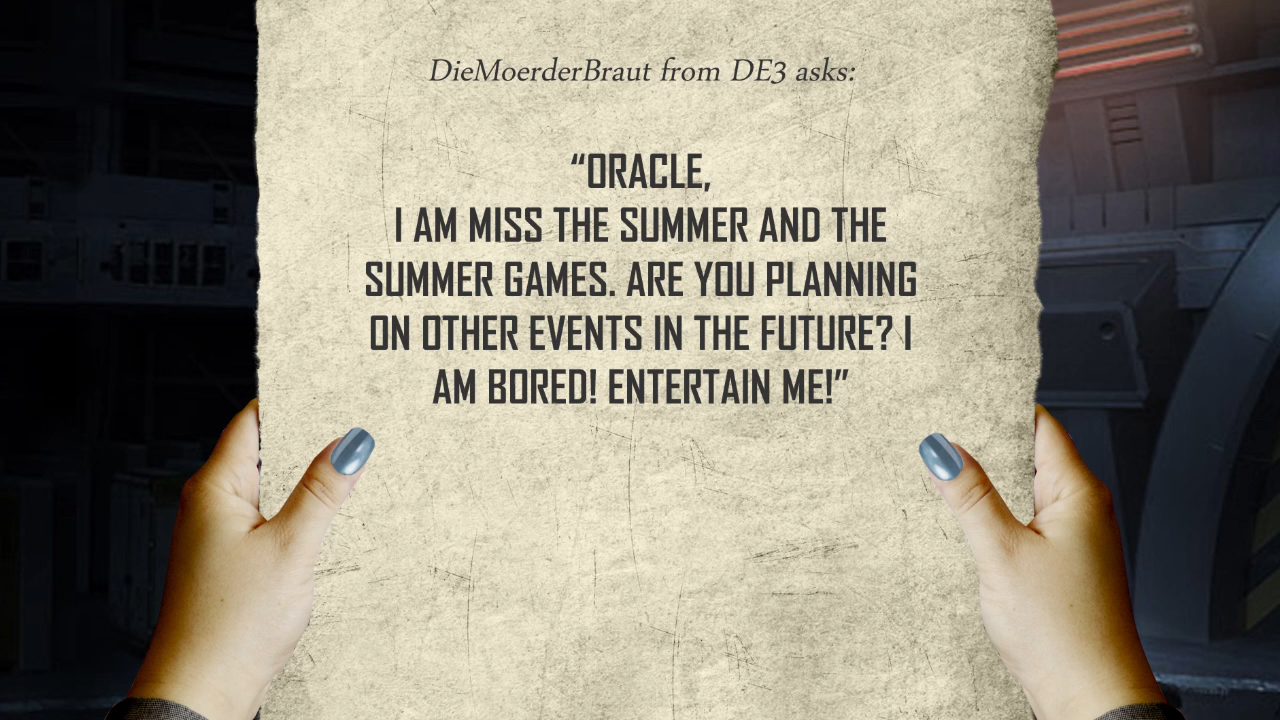 DieMoerderBraut from DE3 asks:
“ORACLE,
I AM MISS THE SUMMER AND THE
SUMMER GAMES. ARE YOU PLANNING
ON OTHER EVENTS IN THE FUTURE? I
AM BORED! ENTERTAIN ME!”